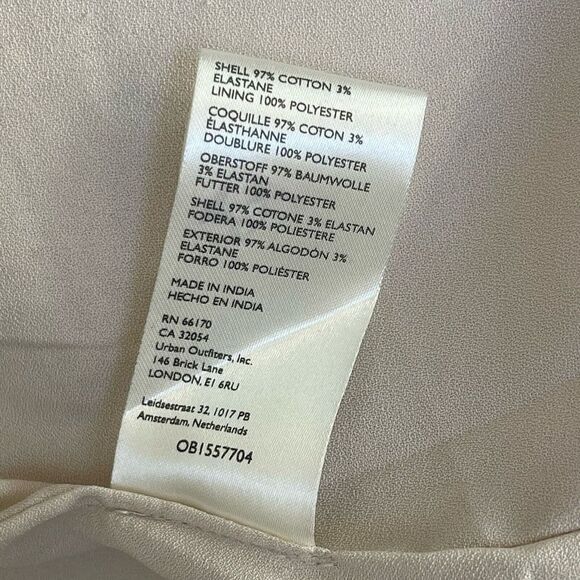 SHELL 97% COTTON 3%
ELASTANE
LINING 100% POLYESTER
COQUILLE 97% COTON 3%
ÉLASTHANNE
DOUBLURE 100% POLYESTER
OBERSTOFF 97% BAUMWOLLE
3% ELASTAN
FUTTER 100% POLYESTER
SHELL 97% COTONE 3% ELASTAN
FODERA 100% POLIESTERE
EXTERIOR 97% ALGODÓN 3%
ELASTANE
FORRO 100% POLIÉSTER
MADE IN INDIA
HECHO EN INDIA
RN 66170
CA 32054
Urban Outfiters, Inc.
146 Brick Lane
LONDON, E1 6RU
Leidsestraat 32, 1017 PB
Amsterdam, Netherlands
OB1557704